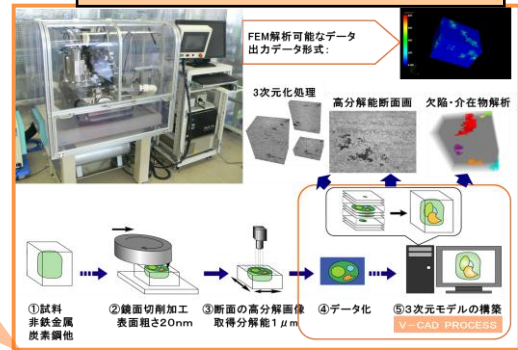 FEM解析可能なデータ
出力データ形式:
3次元化処理
高分解能断面画
欠陥・介在物解析
①試料
非鉄金属
炭素鋼他
②鏡面切削加工
表面粗さ20nm
③断面の高分解画像
取得分解能1μm
④データ化
⑤3次元モデルの構築
V-CAD PROCESS